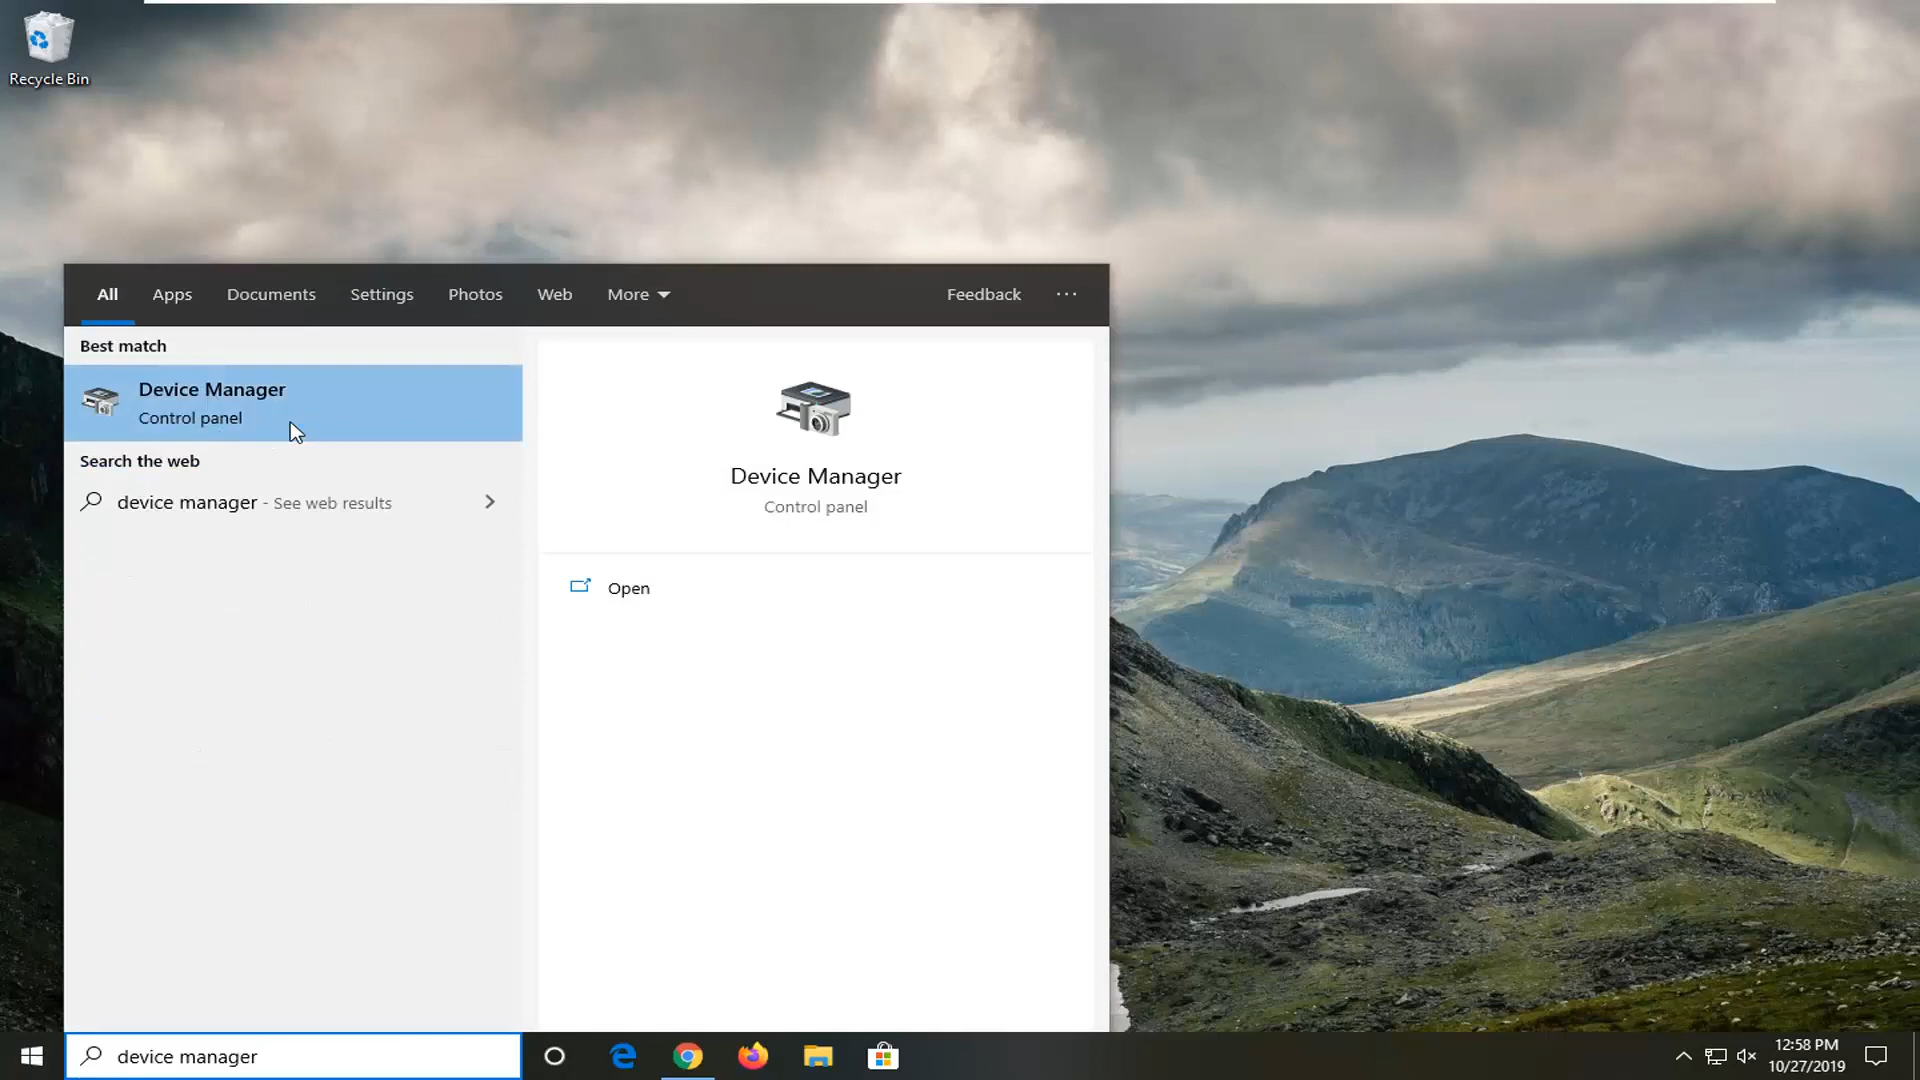 Recycle Bin
All Apps Documents Settings Photos Web More Feedback ...
Best match
Device Manager
Control panel
Search the web
device manager - See web results
Device Manager
Control panel
Open
device manager
12:58 PM
10/27/2019